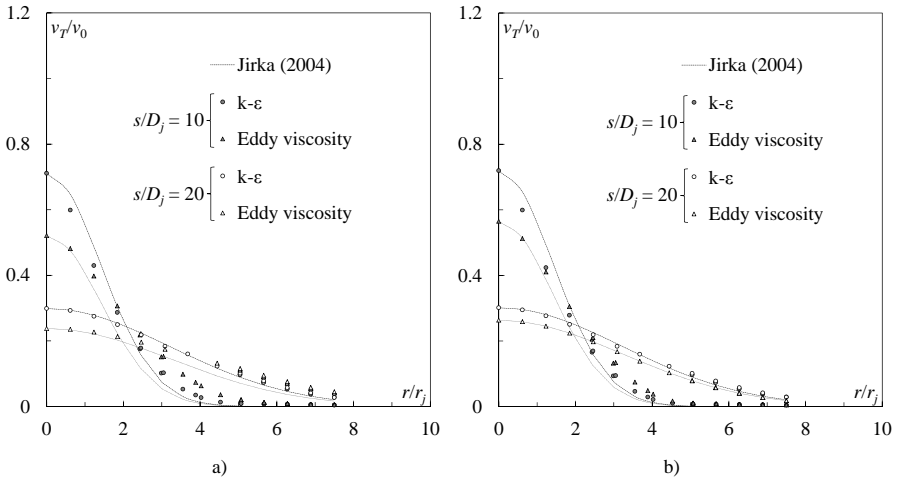 1.2
v_T/v_0
Jirka (2004)
k-ε
s/D_j = 10
Eddy viscosity
0.8
k-ε
s/D_j = 20
Eddy viscosity
0.4
r/r_j
0
0 2 4 6 8 10
a)
1.2
v_T/v_0
Jirka (2004)
k-ε
s/D_j = 10
Eddy viscosity
0.8
k-ε
s/D_j = 20
Eddy viscosity
0.4
r/r_j
0
0 2 4 6 8 10
b)